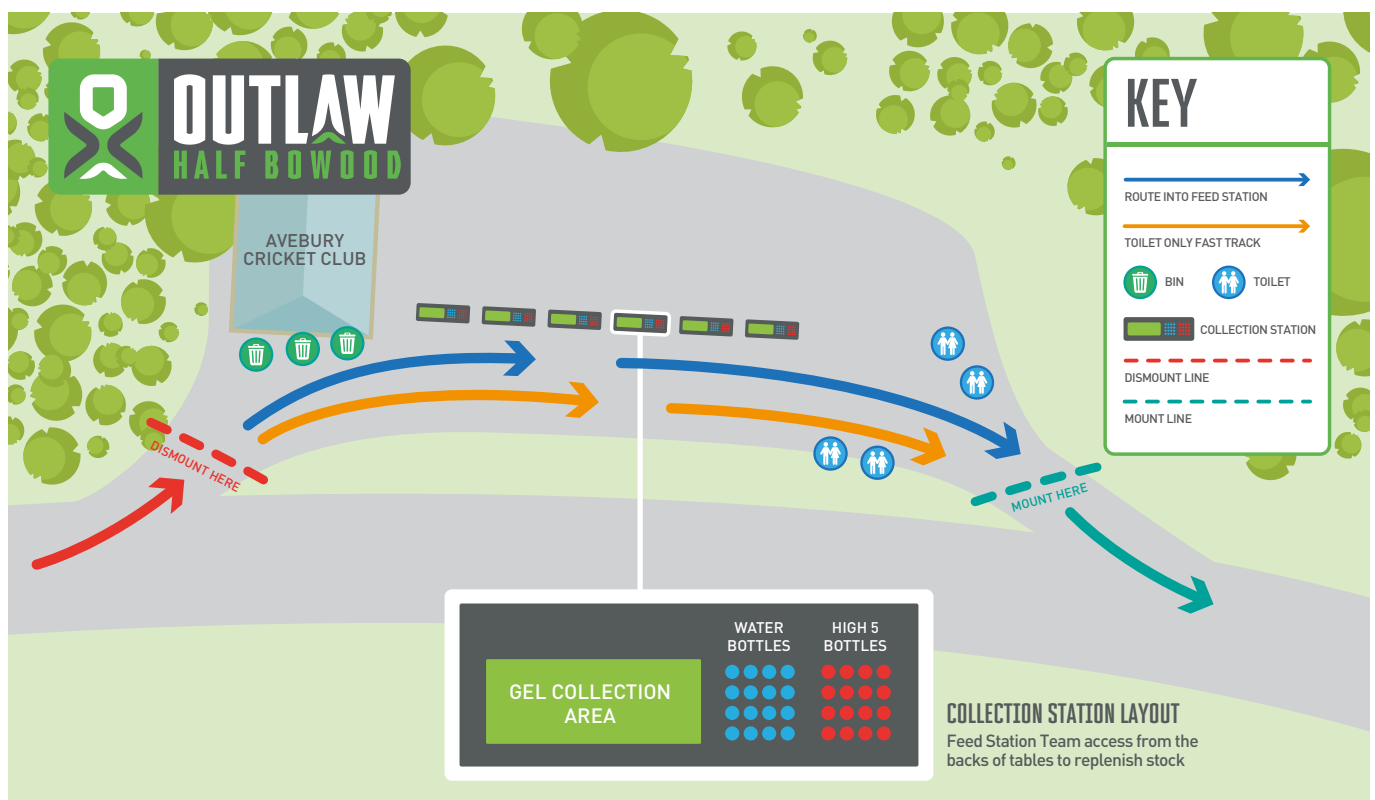 OUTLAW
HALF BOWOOD
AVEBURY
CRICKET CLUB
KEY
ROUTE INTO FEED STATION
TOILET ONLY FAST TRACK
BIN
TOILET
COLLECTION STATION
DISMOUNT LINE
MOUNT LINE
DISMOUNT HERE
MOUNT HERE
WATER
BOTTLES
HIGH 5
BOTTLES
GEL COLLECTION
AREA
COLLECTION STATION LAYOUT
Feed Station Team access from the
backs of tables to replenish stock